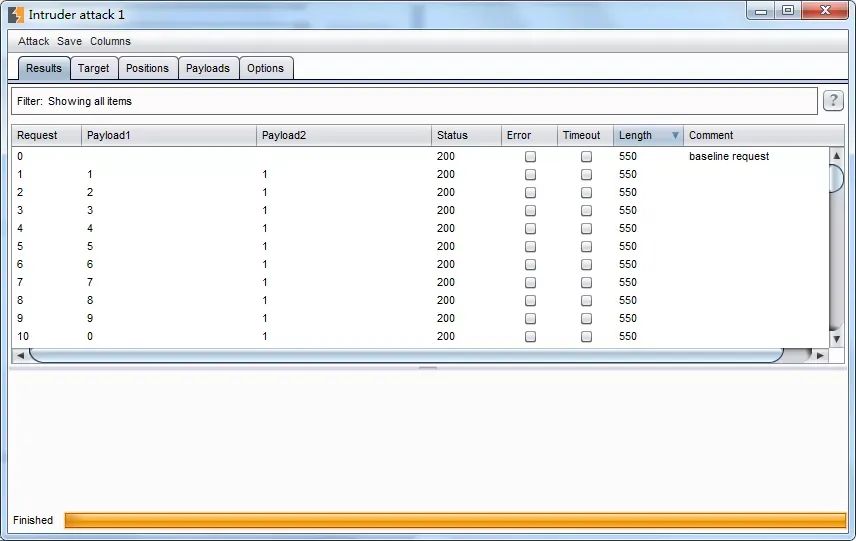 Intruder attack 1
Attack Save Columns
Results Target Positions Payloads Options
Filter: Showing all items ?
Request Payload1 Payload2 Status Error Timeout Length Comment
0 200 550 baseline request
1 1 1 200 550
2 2 1 200 550
3 3 1 200 550
4 4 1 200 550
5 5 1 200 550
6 6 1 200 550
7 7 1 200 550
8 8 1 200 550
9 9 1 200 550
10 0 1 200 550
Finished